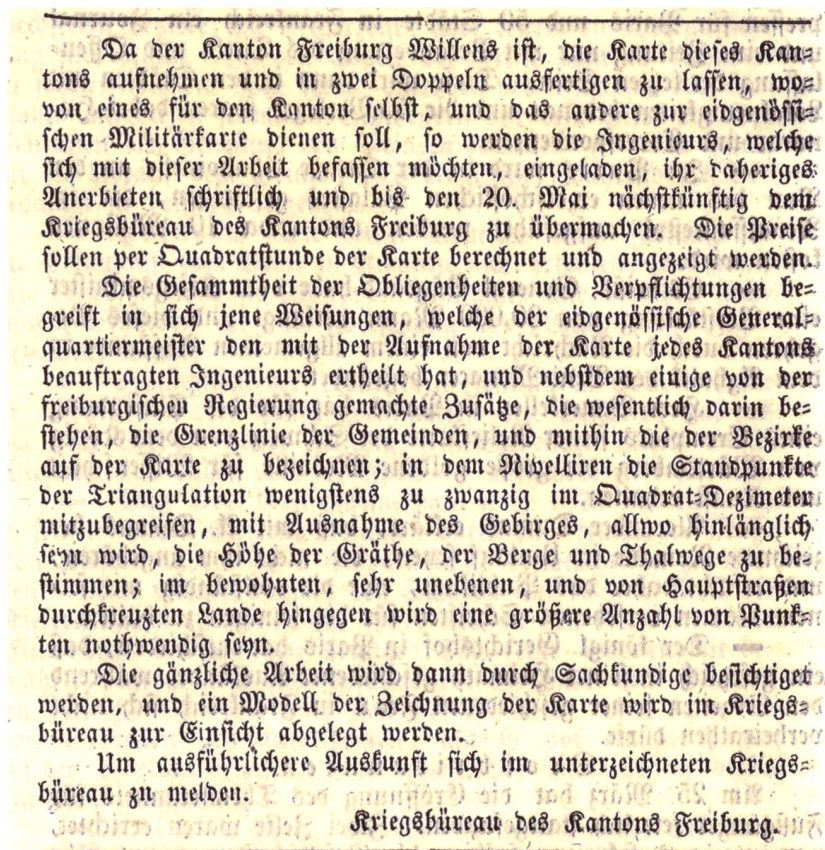 Da der Kanton Freiburg Willens ist, die Karte dieses Kan-
tons aufnehmen und in zwei Doppeln ausfertigen zu lassen, wo-
von eines für den Kanton selbst, und das andere zur eidgenössi-
schen Militärkarte dienen soll, so werden die Ingenieurs, welche
sich mit dieser Arbeit befassen möchten, eingeladen, ihr daheriges
Anerbieten schriftlich und bis den 20. Mai nächstkünftig dem
Kriegsbüreau des Kantons Freiburg zu übermachen. Die Preise
sollen per Quadratstunde der Karte berechnet und angezeigt werden.
Die Gesammtheit der Obliegenheiten und Verpflichtungen be-
greift in sich jene Weisungen, welche der eidgenössische General-
quartiermeister den mit der Aufnahme der Karte jedes Kantons
beauftragten Ingenieurs ertheilt hat, und nebstdem einige von der
freiburgischen Regierung gemachte Zusätze, die wesentlich darin be-
stehen, die Grenzlinie der Gemeinden, und mithin die der Bezirke
auf der Karte zu bezeichnen; in dem Nivelliren die Standpunkte
der Triangulation wenigstens zu zwanzig im Quadrat-Dezimeter
mitzubegreifen, mit Ausnahme des Gebirges, allwo hinlänglich
seyn wird, die Höhe der Gräthe, der Berge und Thalwege zu be-
stimmen; im bewohnten, sehr unebenen, und von Hauptstraßen
durchkreuzten Lande hingegen wird eine größere Anzahl von Punk-
ten nothwendig seyn.
Die gänzliche Arbeit wird dann durch Sachkundige besichtiget
werden, und ein Modell der Zeichnung der Karte wird im Kriegs-
büreau zur Einsicht abgelegt werden.
Um ausführlichere Auskunft sich im unterzeichneten Kriegs-
büreau zu melden.
Kriegsbüreau des Kantons Freiburg.